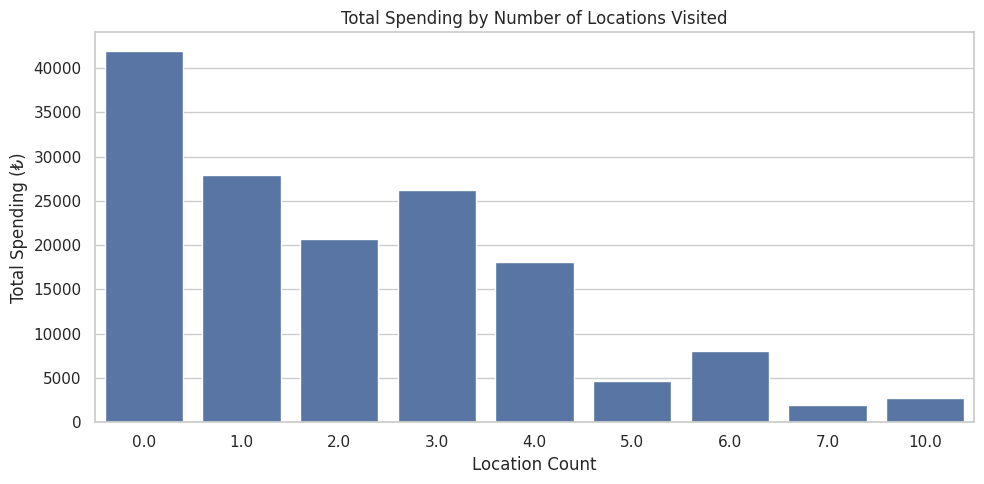 Total Spending by Number of Locations Visited
Total Spending (₺)
40000
35000
30000
25000
20000
15000
10000
5000
0
0.0 1.0 2.0 3.0 4.0 5.0 6.0 7.0 10.0
Location Count